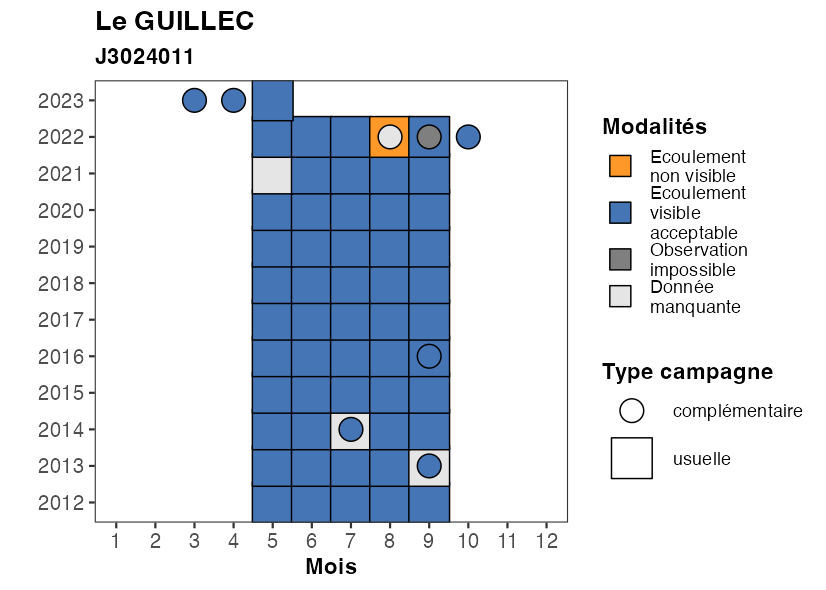 Le GUILLEC
J3024011
2023
2022
2021
2020
2019
2018
2017
2016
2015
2014
2013
2012
1 2 3 4 5 6 7 8 9 10 11 12
Mois
Modalités
Ecoulement
non visible
Ecoulement
visible
acceptable
Observation
impossible
Donnée
manquante
Type campagne
complémentaire
usuelle